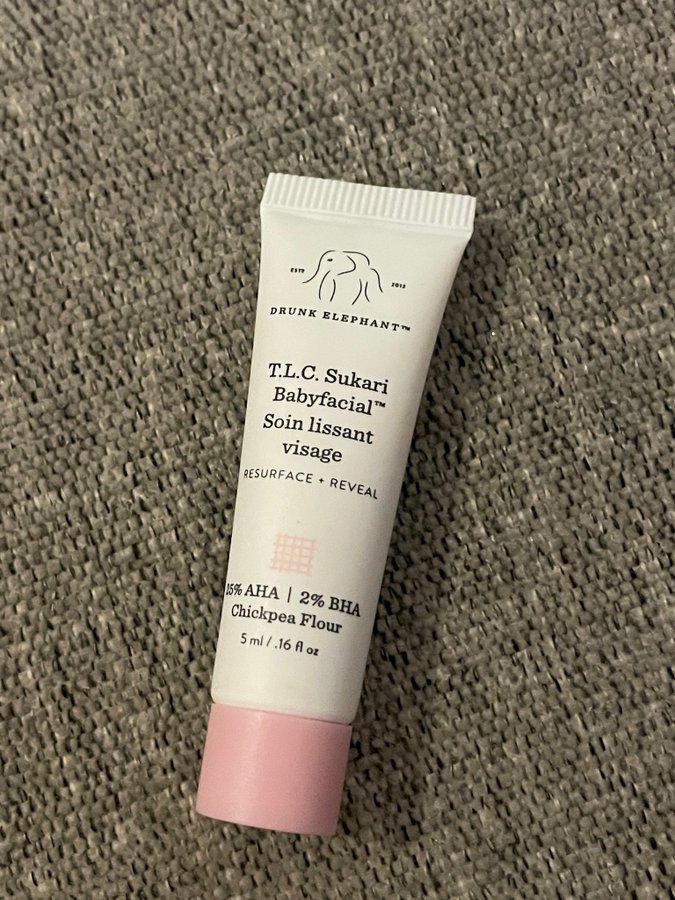 ESTD 2012
DRUNK ELEPHANT™
T.L.C. Sukari
Babyfacial™
Soin lissant
visage
RESURFACE + REVEAL
25% AHA | 2% BHA
Chickpea Flour
5 ml / .16 fl oz